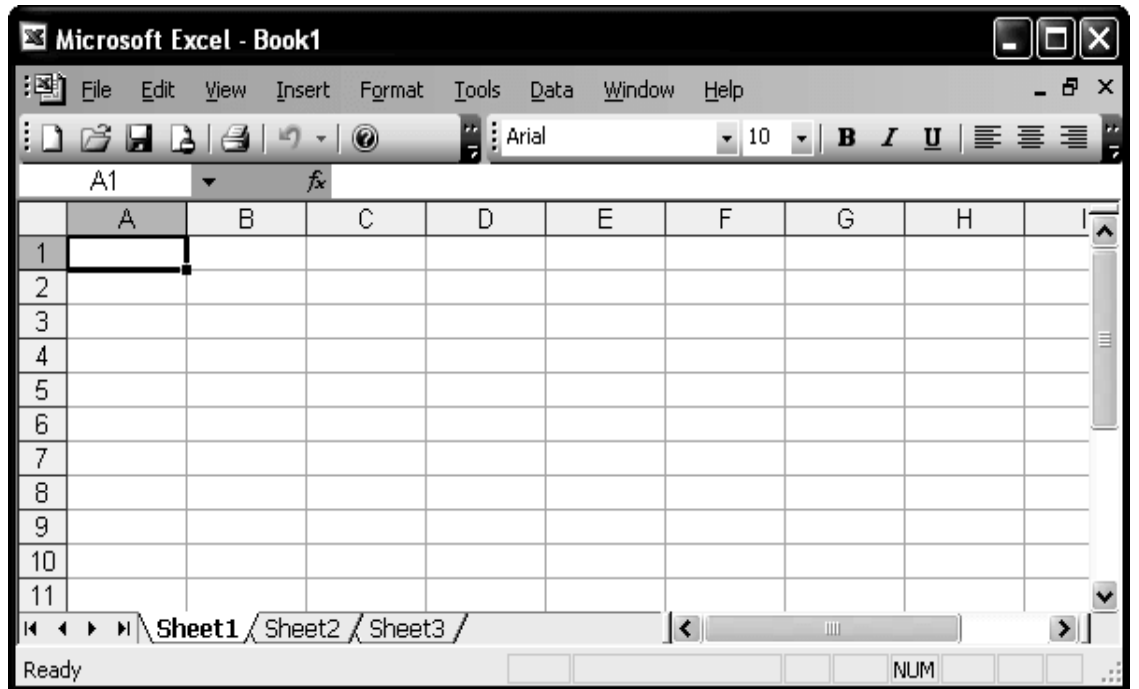 Microsoft Excel - Book1
File Edit View Insert Format Tools Data Window Help
Arial 10 B I U
A1 fx
A B C D E F G H I
1
2
3
4
5
6
7
8
9
10
11
Sheet1 Sheet2 Sheet3
Ready NUM